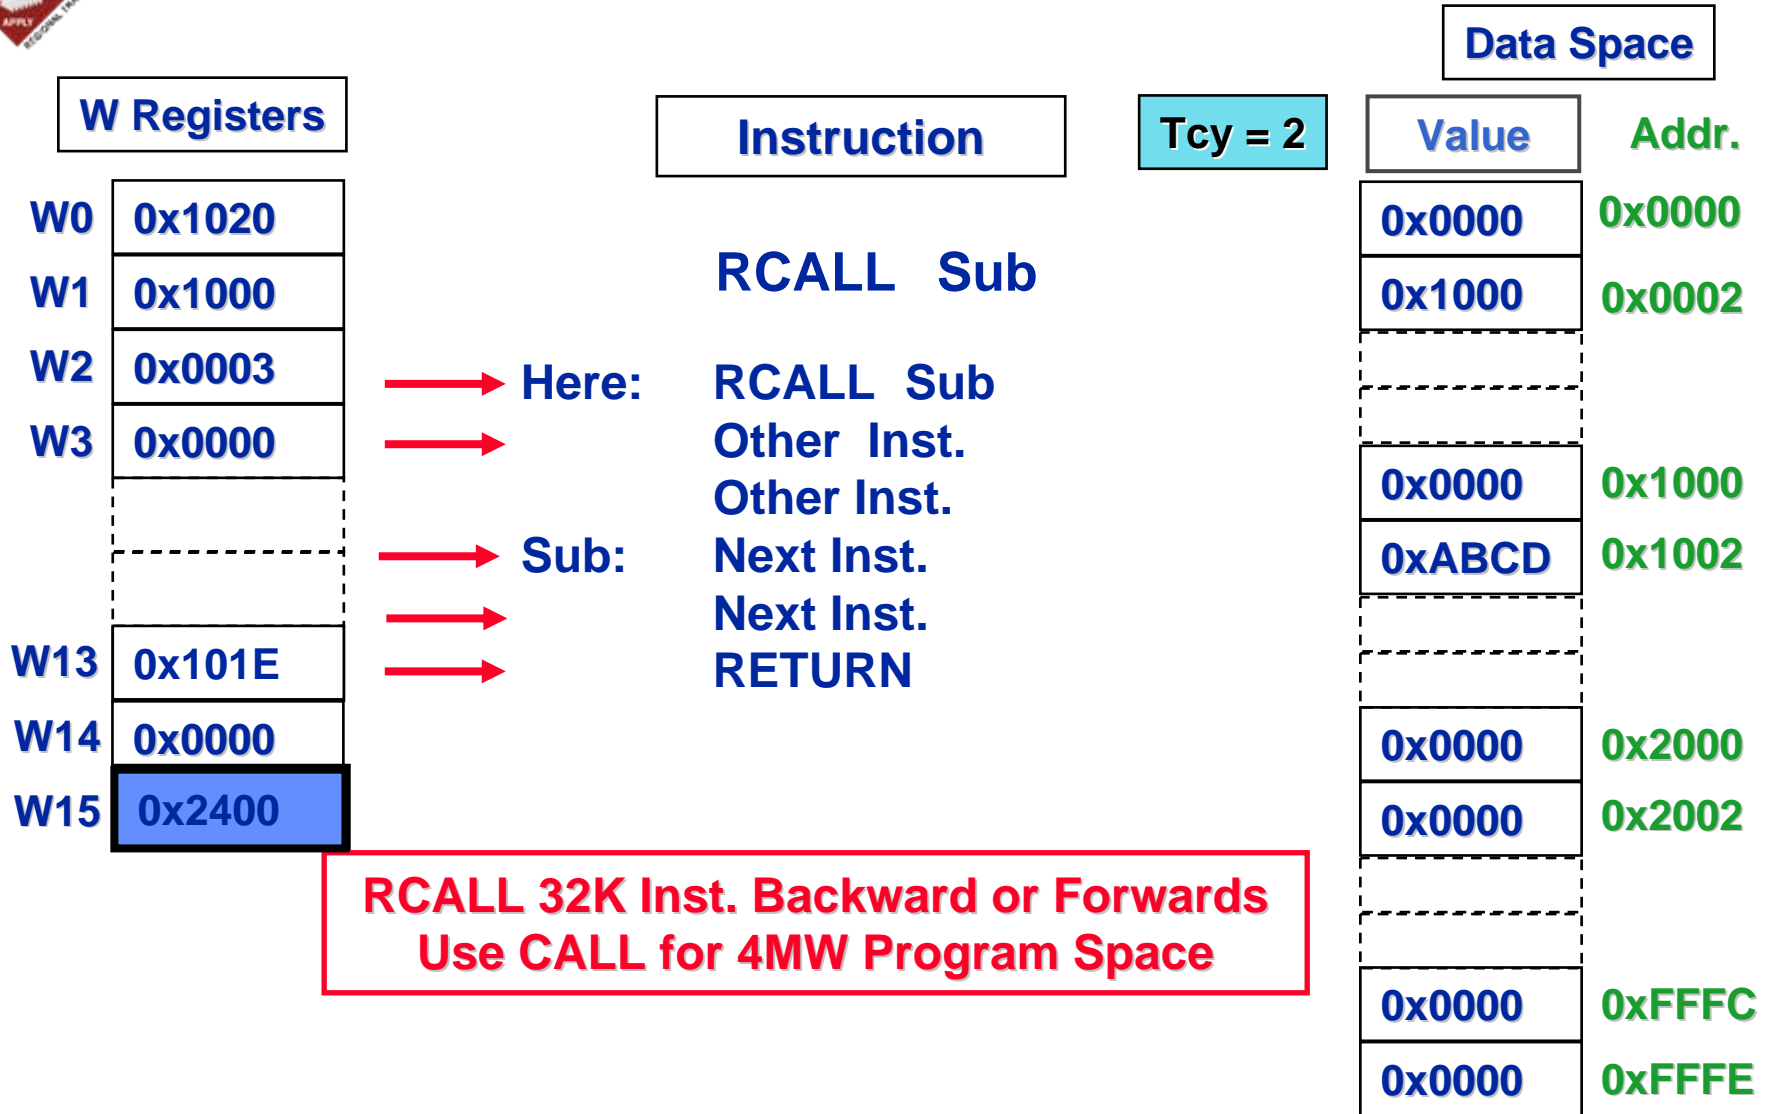 APPLY
Data Space
W Registers
Instruction
Tcy = 2
Value
Addr.
W0 0x1020
W1 0x1000
W2 0x0003
W3 0x0000
W13 0x101E
W14 0x0000
W15 0x2400
RCALL Sub
Here: RCALL Sub
Other Inst.
Other Inst.
Sub: Next Inst.
Next Inst.
RETURN
0x0000 0x0000
0x1000 0x0002
0x0000 0x1000
0xABCD 0x1002
0x0000 0x2000
0x0000 0x2002
0x0000 0xFFFC
0x0000 0xFFFE
RCALL 32K Inst. Backward or Forwards
Use CALL for 4MW Program Space